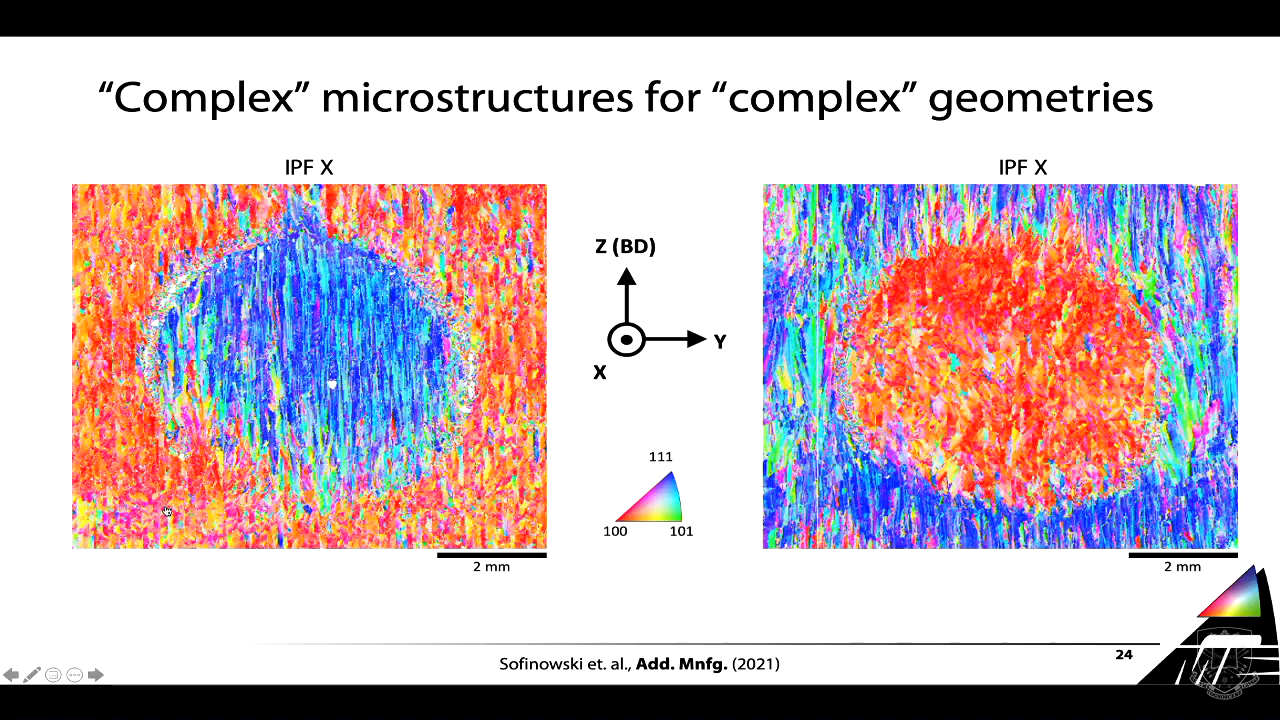 “Complex” microstructures for “complex” geometries
IPF X
IPF X
Z (BD)
Y
X
111
100
101
2 mm
2 mm
Sofinowski et. al., Add. Mnfg. (2021)
24